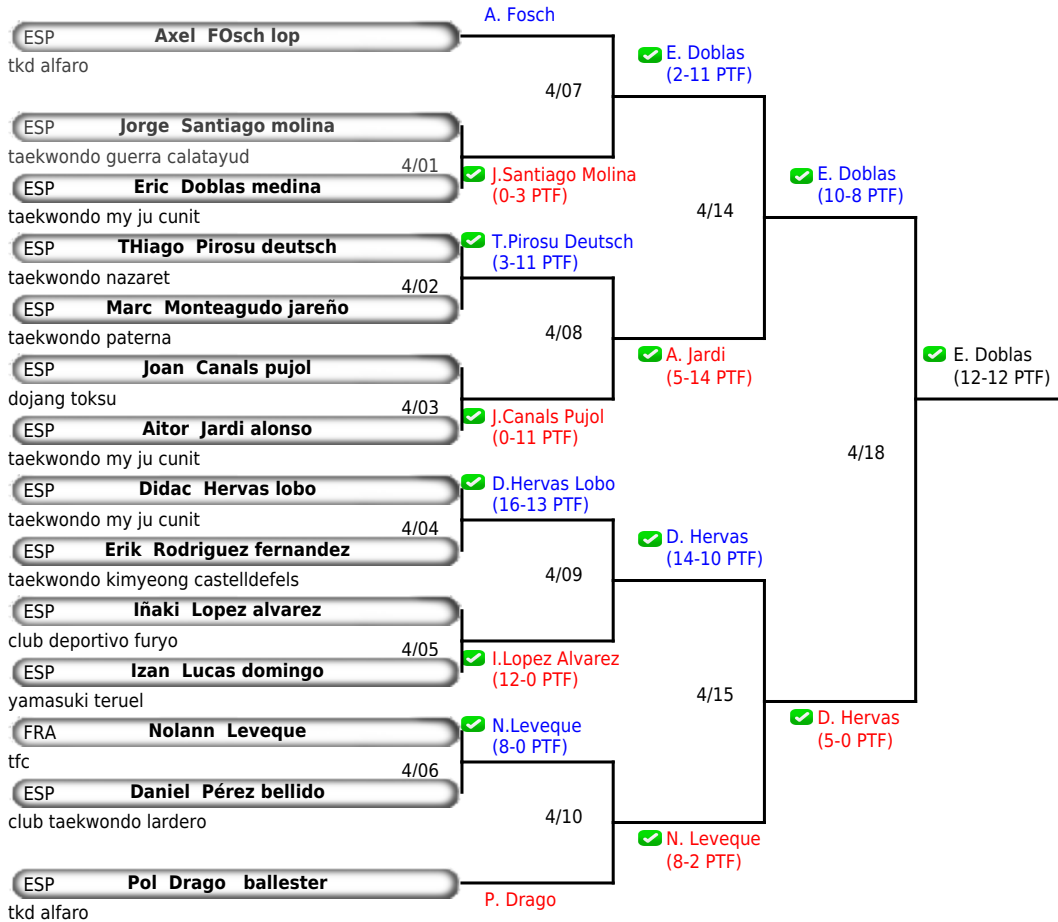 A. Fosch
ESP Axel FOsch lop
tkd alfaro
E. Doblas
(2-11 PTF)
4/07
ESP Jorge Santiago molina
taekwondo guerra calatayud
4/01
J.Santiago Molina
(0-3 PTF)
ESP Eric Doblas medina
taekwondo my ju cunit
E. Doblas
(10-8 PTF)
4/14
ESP THiago Pirosu deutsch
taekwondo nazaret
T.Pirosu Deutsch
(3-11 PTF)
4/02
ESP Marc Monteagudo jareño
taekwondo paterna
4/08
ESP Joan Canals pujol
dojang toksu
A. Jardi
(5-14 PTF)
E. Doblas
(12-12 PTF)
4/03
J.Canals Pujol
(0-11 PTF)
ESP Aitor Jardi alonso
taekwondo my ju cunit
4/18
ESP Didac Hervas lobo
taekwondo my ju cunit
D.Hervas Lobo
(16-13 PTF)
4/04
ESP Erik Rodriguez fernandez
taekwondo kimyeong castelldefels
D. Hervas
(14-10 PTF)
4/09
ESP Iñaki Lopez alvarez
club deportivo furyo
4/05
I.Lopez Alvarez
(12-0 PTF)
ESP Izan Lucas domingo
yamasuki teruel
4/15
D. Hervas
(5-0 PTF)
FRA Nolann Leveque
tfc
N.Leveque
(8-0 PTF)
4/06
ESP Daniel Pérez bellido
club taekwondo lardero
4/10
N. Leveque
(8-2 PTF)
ESP Pol Drago ballester
tkd alfaro
P. Drago